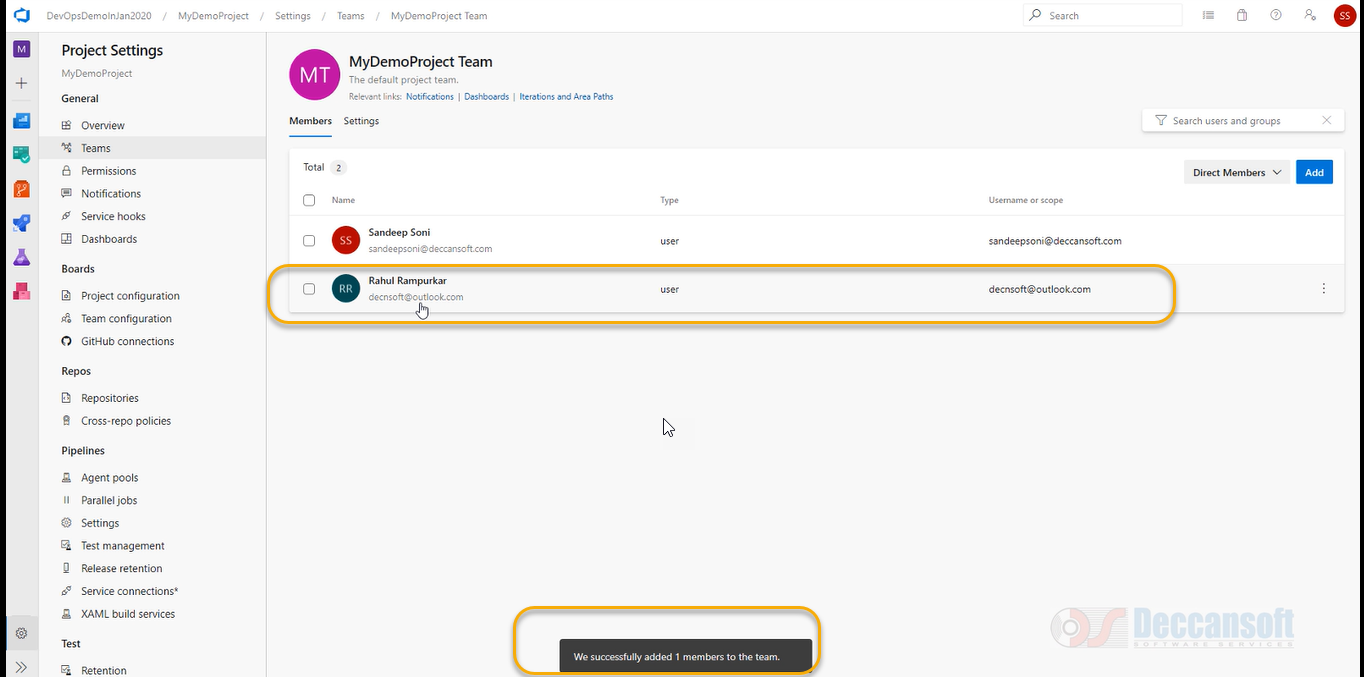 DevOpsDemoInJan2020 / MyDemoProject / Settings / Teams / MyDemoProject Team
Search
SS
M
Project Settings
MyDemoProject
General
Overview
Teams
Permissions
Notifications
Service hooks
Dashboards
Boards
Project configuration
Team configuration
GitHub connections
Repos
Repositories
Cross-repo policies
Pipelines
Agent pools
Parallel jobs
Settings
Test management
Release retention
Service connections*
XAML build services
Test
Retention
MT
MyDemoProject Team
The default project team.
Relevant links: Notifications | Dashboards | Iterations and Area Paths
Members Settings
Search users and groups
Total 2
Direct Members
Add
Name Type Username or scope
SS
Sandeep Soni
sandeepsoni@deccansoft.com
user
sandeepsoni@deccansoft.com
RR
Rahul Rampurkar
decnsoft@outlook.com
user
decnsoft@outlook.com
We successfully added 1 members to the team.
DS Deccansoft
SOFTWARE SERVICES